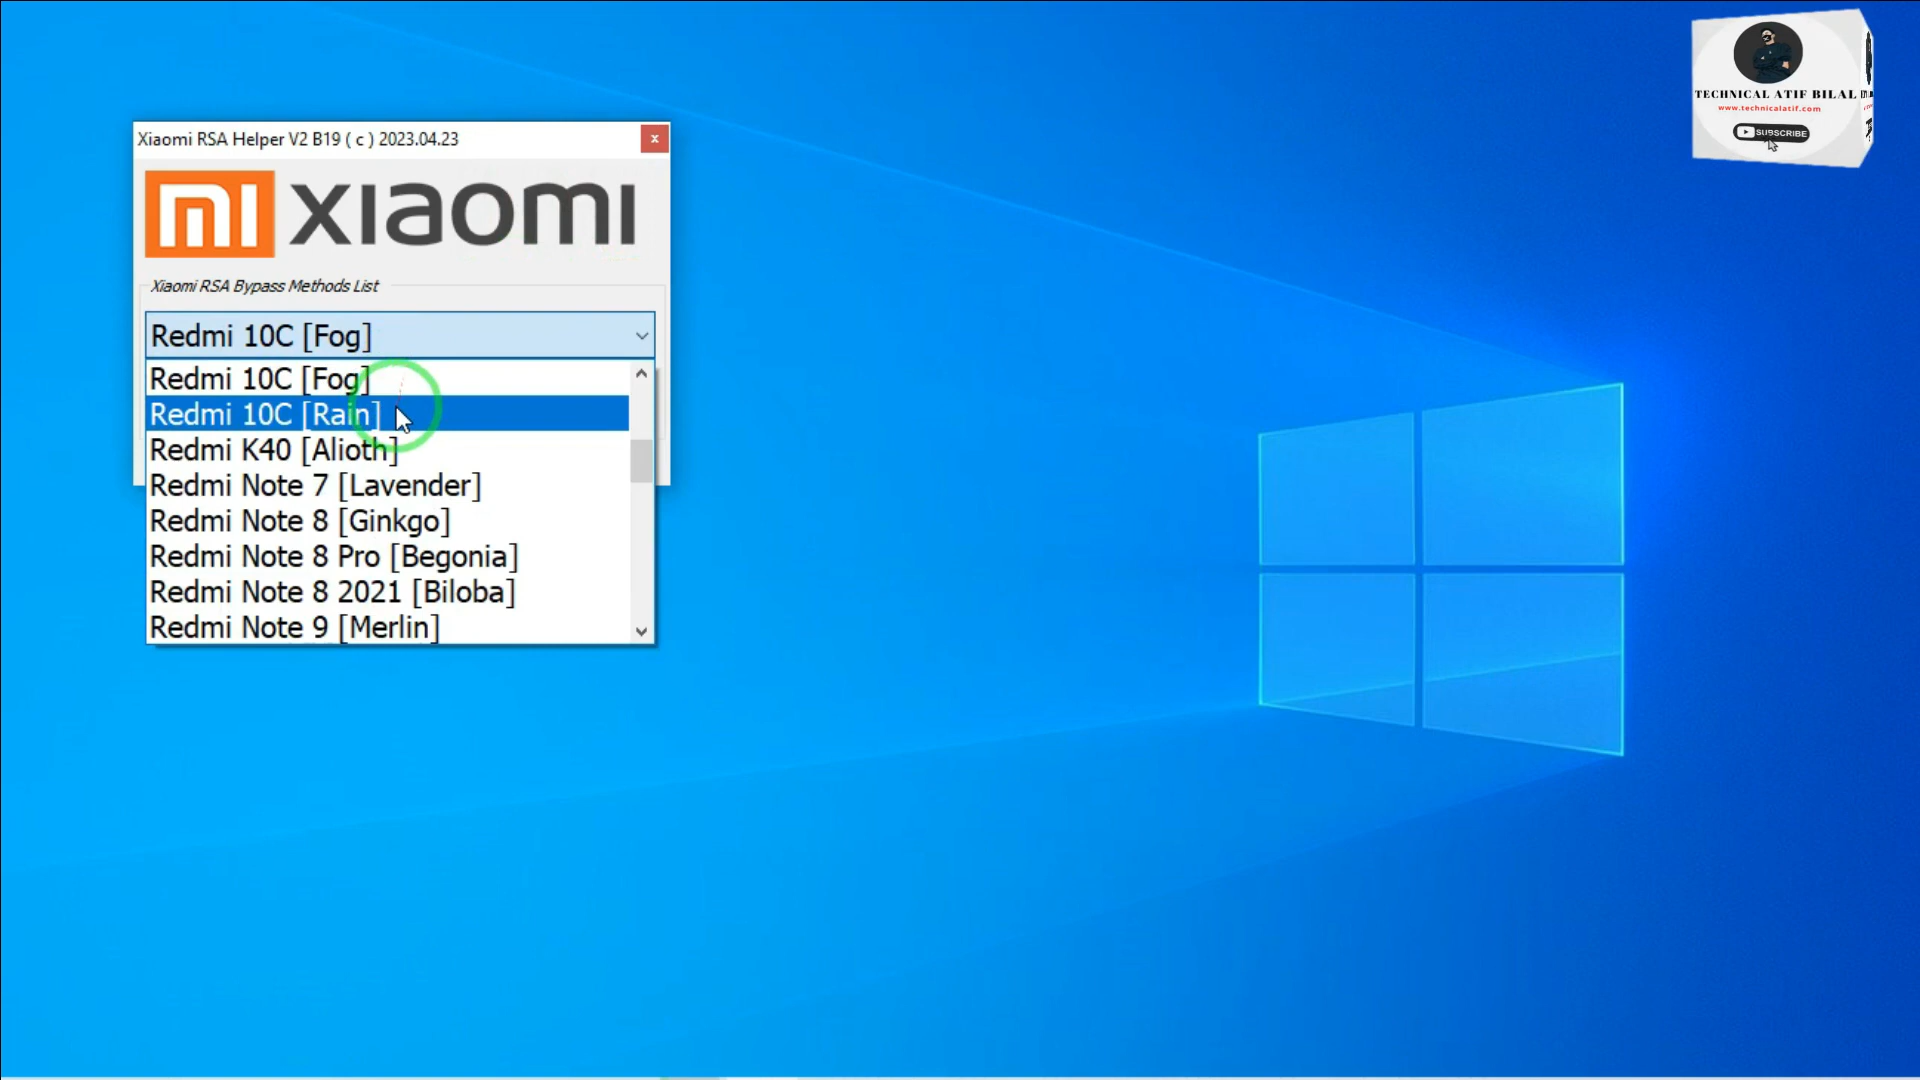 Xiaomi RSA Helper V2 B19 ( c ) 2023.04.23
x
mi xiaomi
Xiaomi RSA Bypass Methods List
Redmi 10C [Fog]
Redmi 10C [Fog]
Redmi 10C [Rain]
Redmi K40 [Alioth]
Redmi Note 7 [Lavender]
Redmi Note 8 [Ginkgo]
Redmi Note 8 Pro [Begonia]
Redmi Note 8 2021 [Biloba]
Redmi Note 9 [Merlin]
TECHNICAL ATIF BILAL
www.technicalatif.com
SUBSCRIBE